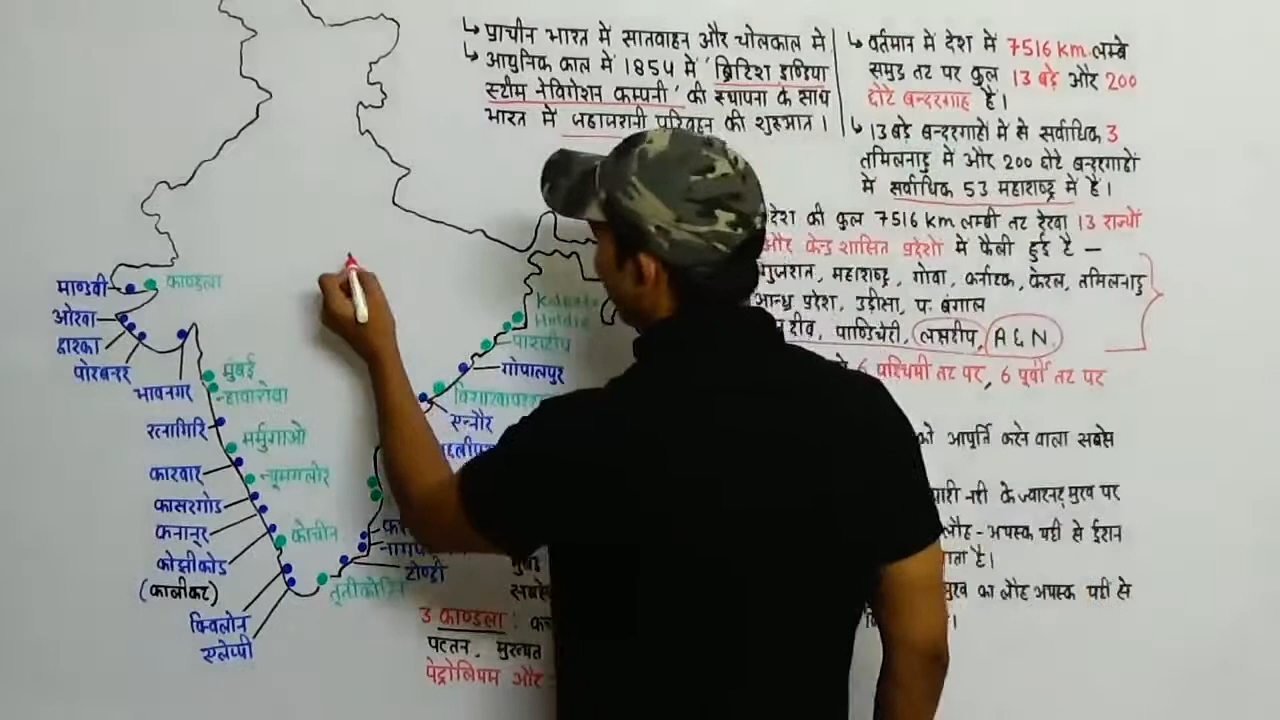 ↳ प्राचीन भारत में सातवाहन और चोलकाल में
↳ आधुनिक काल में 1854 में 'ब्रिटिश इण्डिया
स्टीम नेविगेशन कम्पनी' की स्थापना के साथ
भारत में जहाजरानी परिवहन की शुरुआत।
↳ वर्तमान में देश में 7516 km लम्बे
समुद्र तट पर कुल 13 बड़े और 200
छोटे बन्दरगाह है।
↳ 13 बड़े बन्दरगाहों में से सर्वाधिक 3
तमिलनाडु में और 200 छोटे बन्दरगाहों
में सर्वाधिक 53 महाराष्ट्र में है।
देश की कुल 7516 km लम्बी तट रेखा 13 राज्यों
और केन्द्र शासित प्रदेशों में फैली हुई है —
गुजरात, महाराष्ट्र, गोवा, कर्नाटक, केरल, तमिलनाडु
आन्ध्र प्रदेश, उड़ीसा, प. बंगाल
दीव, पाण्डिचेरी, लक्षदीप, A & N.
6 पश्चिमी तट पर, 6 पूर्वी तट पर
को आपूर्ति करने वाला सबसे
नदी के ज्वारनद मुख पर
लौह - अयस्क यहीं से ईरान
जाता है।
का लौह अयस्क यहीं से
माण्डवी
काण्डला
ओखा
द्वारका
पोरबन्दर
भावनगर
मुंबई
न्हावाशेवा
रत्नागिरि
मर्मुगाओ
कारवार
न्यूमंगलोर
कासरगोड
कनानूर
कोचीन
कोझीकोड
(कालीकट)
क्विलोन
एलेप्पी
तूतीकोरिन
Kolkata
Haldia
पारादीप
गोपालपुर
एन्नौर
टोण्डी
3 काण्डला :
पत्तन, मुख्यत
पेट्रोलियम और